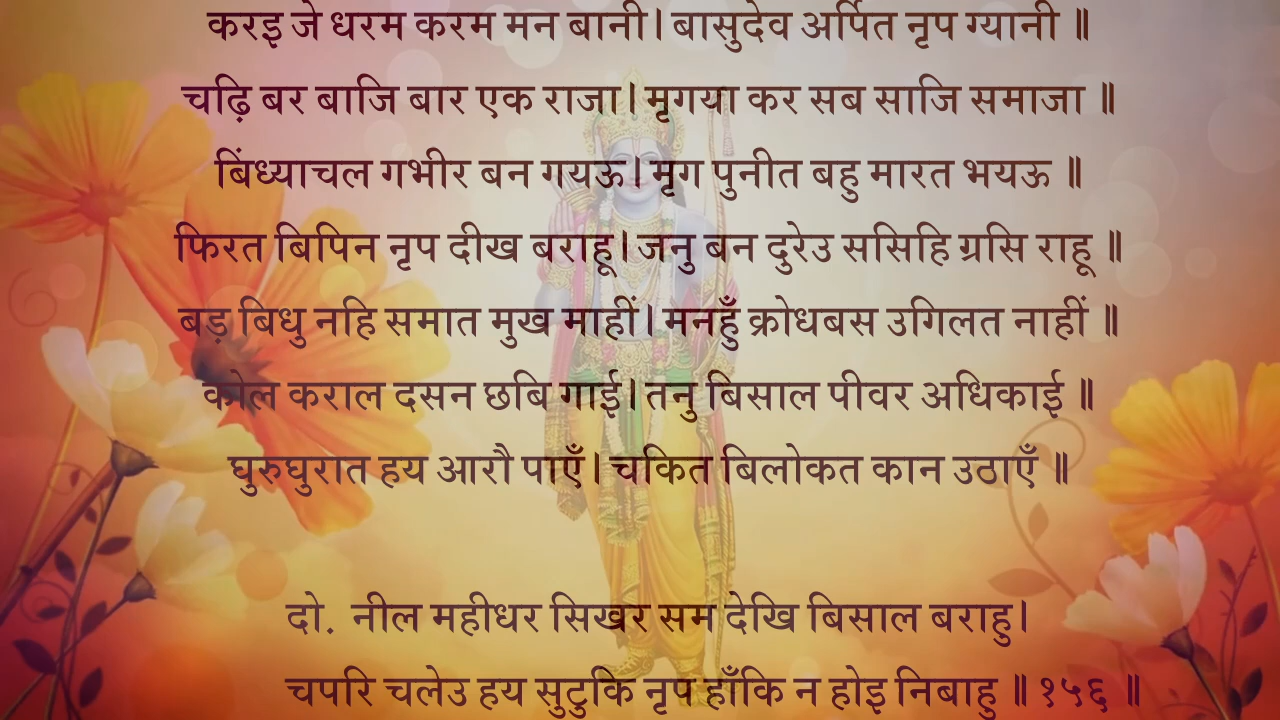 करइ जे धरम करम मन बानी। बासुदेव अर्पित नृप ग्यानी ॥
चढ़ि बर बाजि बार एक राजा। मृगया कर सब साजि समाजा ॥
बिंध्याचल गभीर बन गयऊ। मृग पुनीत बहु मारत भयऊ ॥
फिरत बिपिन नृप दीख बराहू। जनु बन दुरेउ ससिहि ग्रसि राहू ॥
बड़ बिधु नहि समात मुख माहीं। मनहुँ क्रोधबस उगिलत नाहीं ॥
कोल कराल दसन छबि गाई। तनु बिसाल पीवर अधिकाई ॥
घुरुघुरात हय आरौ पाएँ। चकित बिलोकत कान उठाएँ ॥
दो. नील महीधर सिखर सम देखि बिसाल बराहु।
चपरि चलेउ हय सुटुकि नृप हाँकि न होइ निबाहु ॥ १५६ ॥